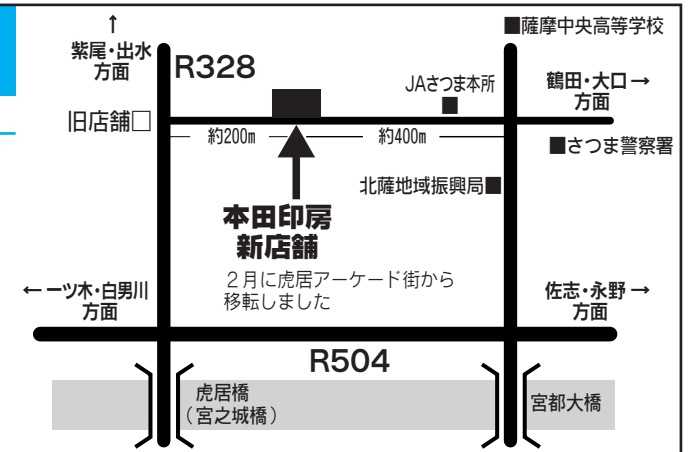 ↑
紫尾・出水
方面
R328
■薩摩中央高等学校
JAさつま本所
■
鶴田・大口→
方面
旧店舗□
約200m
約400m
■さつま警察署
北薩地域振興局■
本田印房
新店舗
２月に虎居アーケード街から
移転しました
← 一ツ木・白男川
方面
佐志・永野 →
方面
R504
虎居橋
（宮之城橋）
宮都大橋